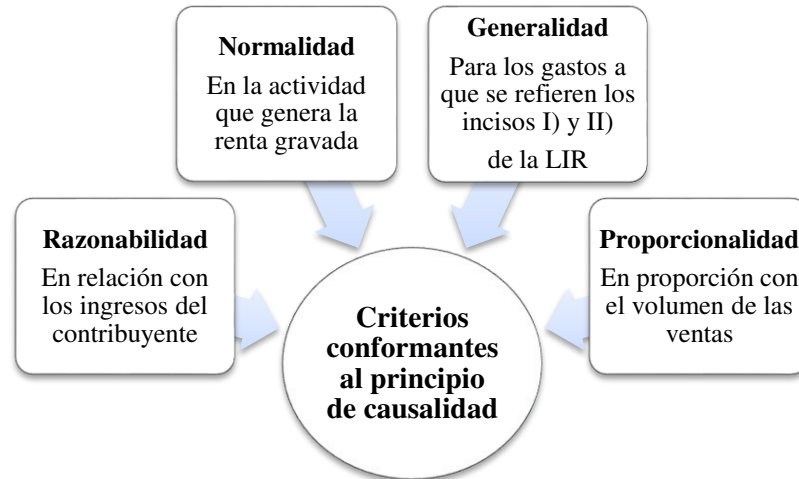 Normalidad
En la actividad
que genera la
renta gravada
Generalidad
Para los gastos a
que se refieren los
incisos I) y II)
de la LIR
Razonabilidad
En relación con
los ingresos del
contribuyente
Proporcionalidad
En proporción con
el volumen de las
ventas
Criterios
conformantes
al principio
de causalidad